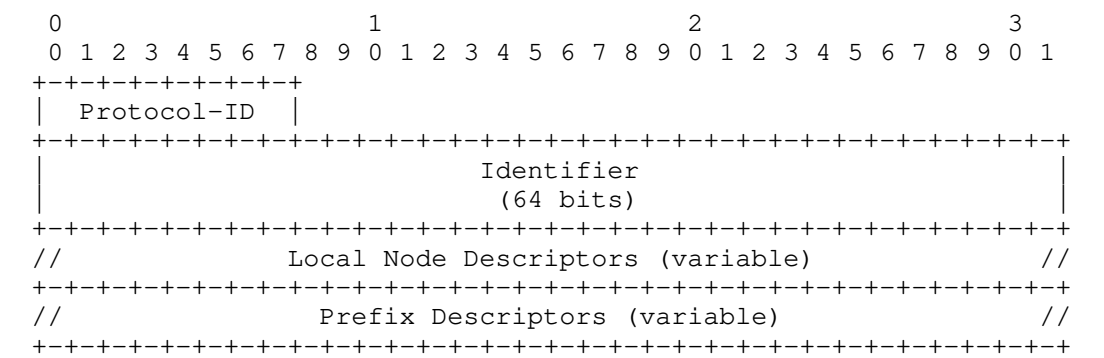 0                   1                   2                   3
 0 1 2 3 4 5 6 7 8 9 0 1 2 3 4 5 6 7 8 9 0 1 2 3 4 5 6 7 8 9 0 1
+-+-+-+-+-+-+-+-+
|  Protocol-ID  |
+-+-+-+-+-+-+-+-+-+-+-+-+-+-+-+-+-+-+-+-+-+-+-+-+-+-+-+-+-+-+-+-+
|                           Identifier                          |
|                            (64 bits)                          |
+-+-+-+-+-+-+-+-+-+-+-+-+-+-+-+-+-+-+-+-+-+-+-+-+-+-+-+-+-+-+-+-+
//              Local Node Descriptors (variable)              //
+-+-+-+-+-+-+-+-+-+-+-+-+-+-+-+-+-+-+-+-+-+-+-+-+-+-+-+-+-+-+-+-+
//                Prefix Descriptors (variable)                //
+-+-+-+-+-+-+-+-+-+-+-+-+-+-+-+-+-+-+-+-+-+-+-+-+-+-+-+-+-+-+-+-+